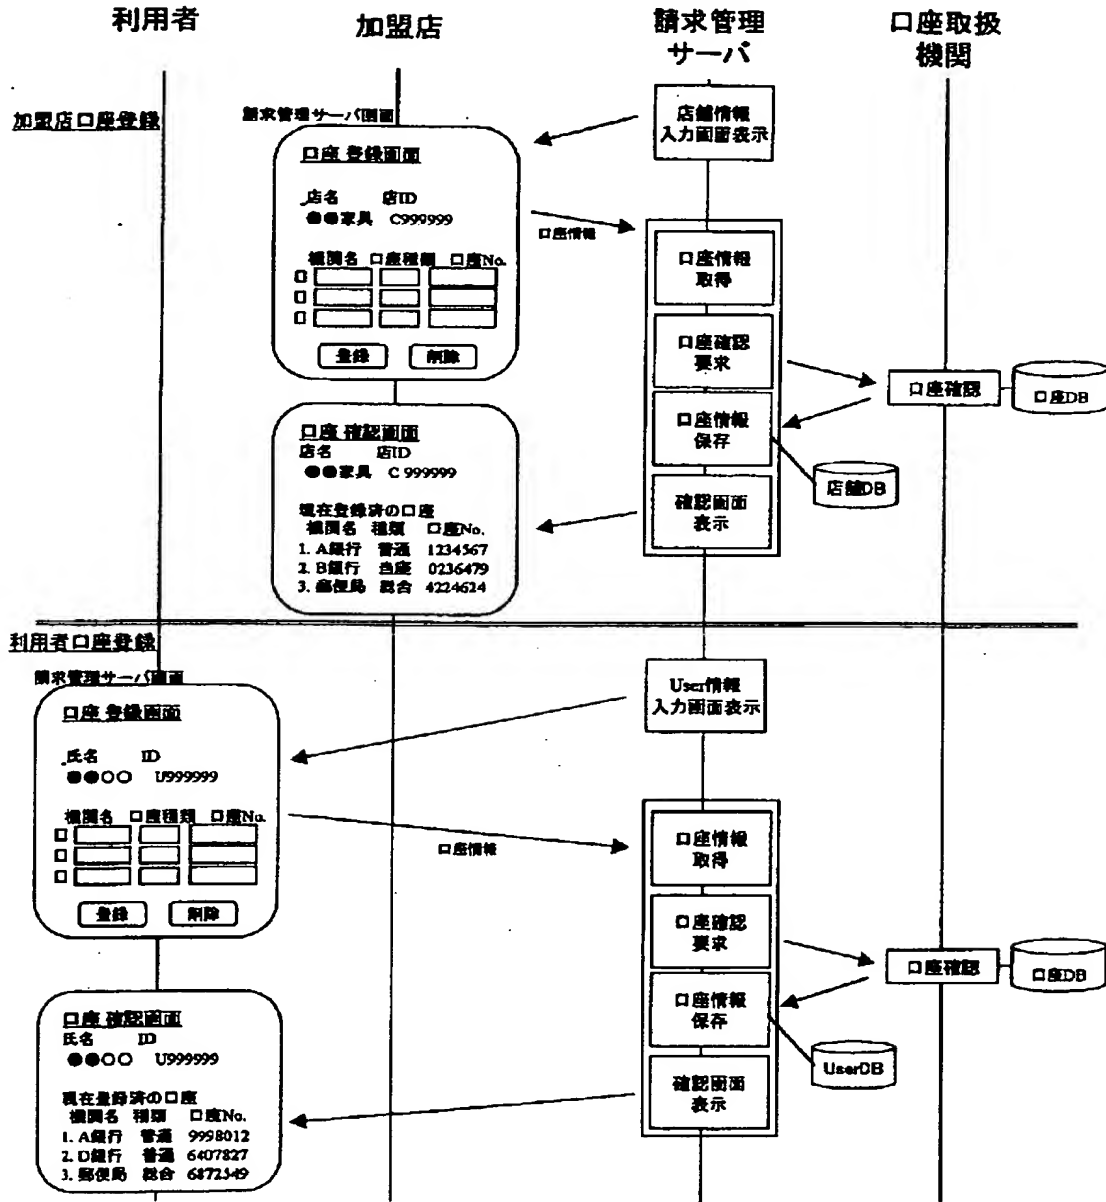 利用者
加盟店
請求管理
サーバ
口座取扱
機関
加盟店口座登録
請求管理サーバ画面
口座 登録画面
店名 店ID
●●家具 C999999
機関名 口座種類 口座No.
登録 削除
店舗情報
入力画面表示
口座情報
口座情報
取得
口座確認
要求
口座情報
保存
確認画面
表示
口座確認
口座DB
店舗DB
口座 確認画面
店名 店ID
●●家具 C 999999
現在登録済の口座
機関名 種類 口座No.
1. A銀行 普通 1234567
2. B銀行 当座 0236479
3. 郵便局 総合 4224624
利用者口座登録
請求管理サーバ画面
口座 登録画面
氏名 ID
●●○○ U999999
機関名 口座種類 口座No.
登録 削除
User情報
入力画面表示
口座情報
口座情報
取得
口座確認
要求
口座情報
保存
確認画面
表示
口座確認
口座DB
UserDB
口座 確認画面
氏名 ID
●●○○ U999999
現在登録済の口座
機関名 種類 口座No.
1. A銀行 普通 9998012
2. D銀行 普通 6407827
3. 郵便局 総合 6872349